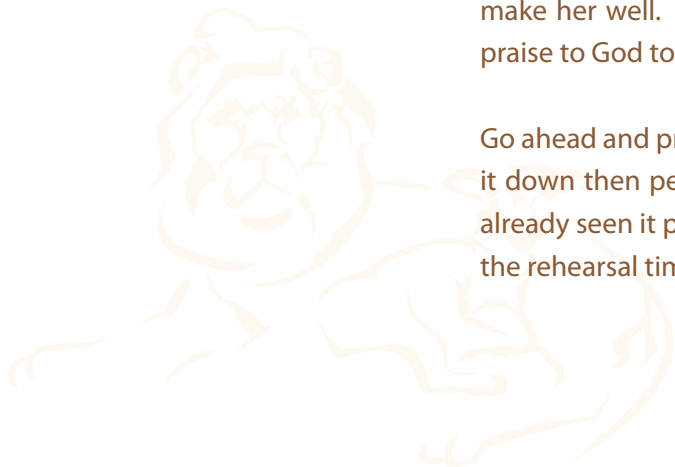 make her well.
praise to God to
Go ahead and pr
it down then pe
already seen it p
the rehearsal tim